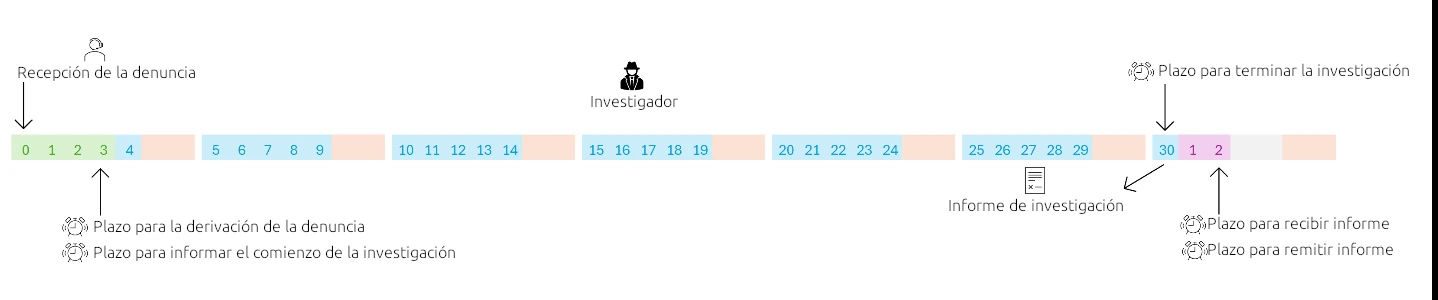 Recepción de la denuncia
Plazo para terminar la investigación
Investigador
0 1 2 3 4 5 6 7 8 9 10 11 12 13 14 15 16 17 18 19 20 21 22 23 24 25 26 27 28 29 30 1 2
Informe de investigación
Plazo para la derivación de la denuncia
Plazo para informar el comienzo de la investigación
Plazo para recibir informe
Plazo para remitir informe